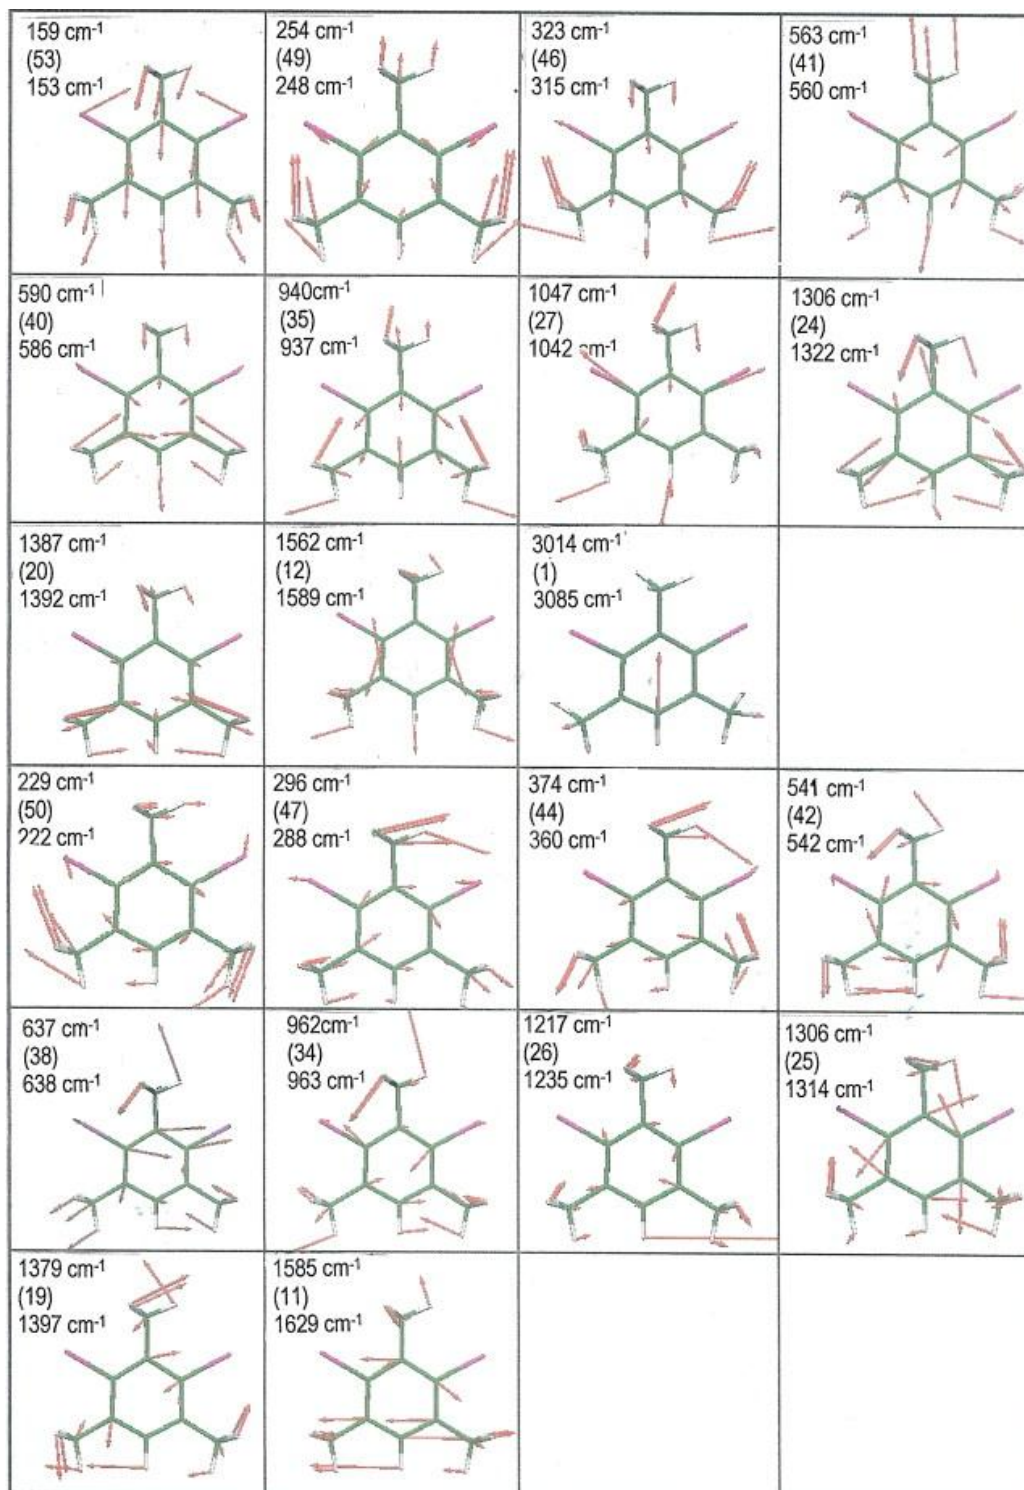 159 cm-1
(53)
153 cm-1
254 cm-1
(49)
248 cm-1
323 cm-1
(46)
315 cm-1
563 cm-1
(41)
560 cm-1
590 cm-1
(40)
586 cm-1
940cm-1
(35)
937 cm-1
1047 cm-1
(27)
1042 cm-1
1306 cm-1
(24)
1322 cm-1
1387 cm-1
(20)
1392 cm-1
1562 cm-1
(12)
1589 cm-1
3014 cm-1
(1)
3085 cm-1
229 cm-1
(50)
222 cm-1
296 cm-1
(47)
288 cm-1
374 cm-1
(44)
360 cm-1
541 cm-1
(42)
542 cm-1
637 cm-1
(38)
638 cm-1
962cm-1
(34)
963 cm-1
1217 cm-1
(26)
1235 cm-1
1306 cm-1
(25)
1314 cm-1
1379 cm-1
(19)
1397 cm-1
1585 cm-1
(11)
1629 cm-1